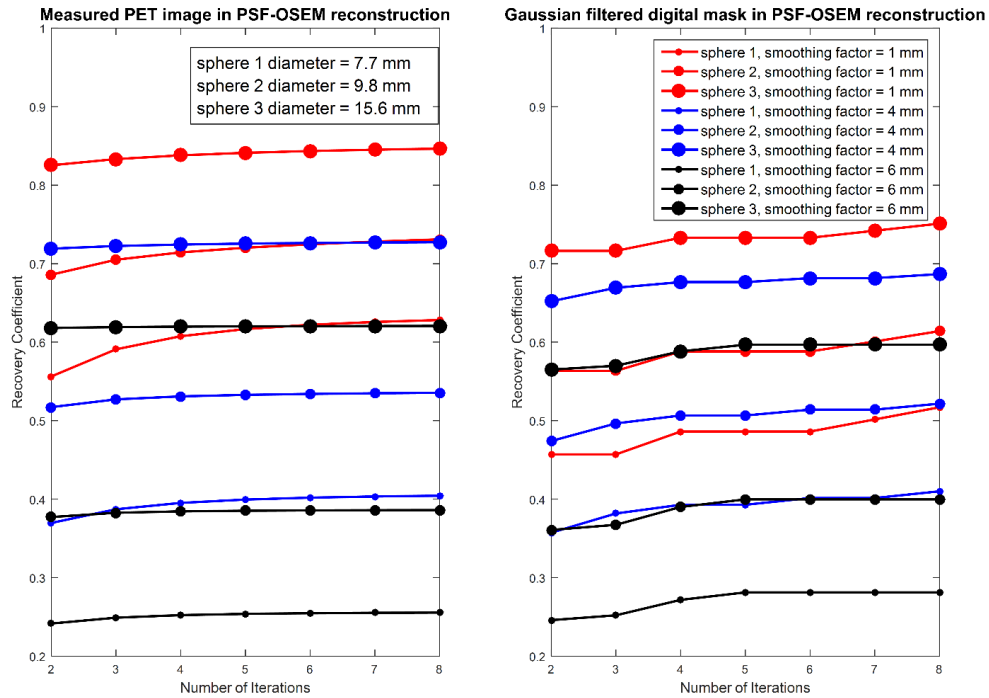 Measured PET image in PSF-OSEM reconstruction
sphere 1 diameter = 7.7 mm
sphere 2 diameter = 9.8 mm
sphere 3 diameter = 15.6 mm
Recovery Coefficient
1
0.9
0.8
0.7
0.6
0.5
0.4
0.3
0.2
2 3 4 5 6 7 8
Number of Iterations
Gaussian filtered digital mask in PSF-OSEM reconstruction
sphere 1, smoothing factor = 1 mm
sphere 2, smoothing factor = 1 mm
sphere 3, smoothing factor = 1 mm
sphere 1, smoothing factor = 4 mm
sphere 2, smoothing factor = 4 mm
sphere 3, smoothing factor = 4 mm
sphere 1, smoothing factor = 6 mm
sphere 2, smoothing factor = 6 mm
sphere 3, smoothing factor = 6 mm
Recovery Coefficient
1
0.9
0.8
0.7
0.6
0.5
0.4
0.3
0.2
2 3 4 5 6 7 8
Number of Iterations